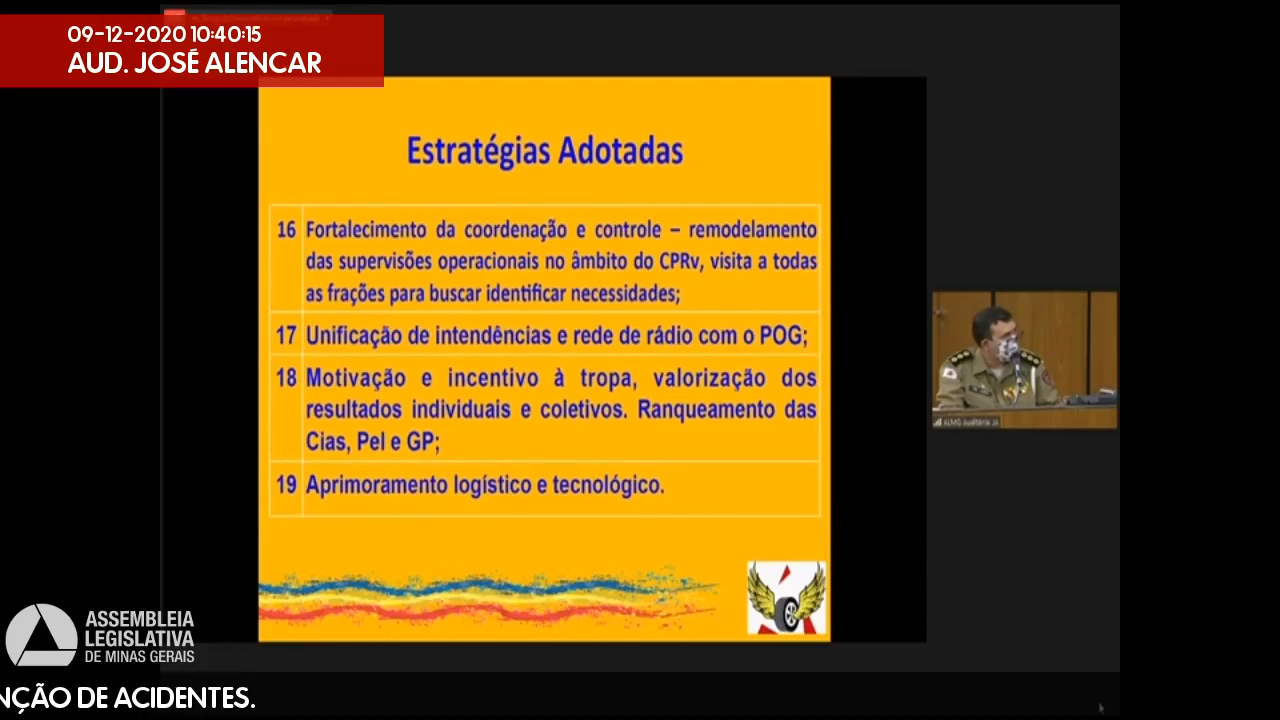 09-12-2020 10:40:15
AUD. JOSÉ ALENCAR
Estratégias Adotadas
16 Fortalecimento da coordenação e controle – remodelamento
das supervisões operacionais no âmbito do CPRv, visita a todas
as frações para buscar identificar necessidades;
17 Unificação de intendências e rede de rádio com o POG;
18 Motivação e incentivo à tropa, valorização dos
resultados individuais e coletivos. Ranqueamento das
Cias, Pel e GP;
19 Aprimoramento logístico e tecnológico.
ALMG Auditório JA
ASSEMBLEIA
LEGISLATIVA
DE MINAS GERAIS
NÇÃO DE ACIDENTES.